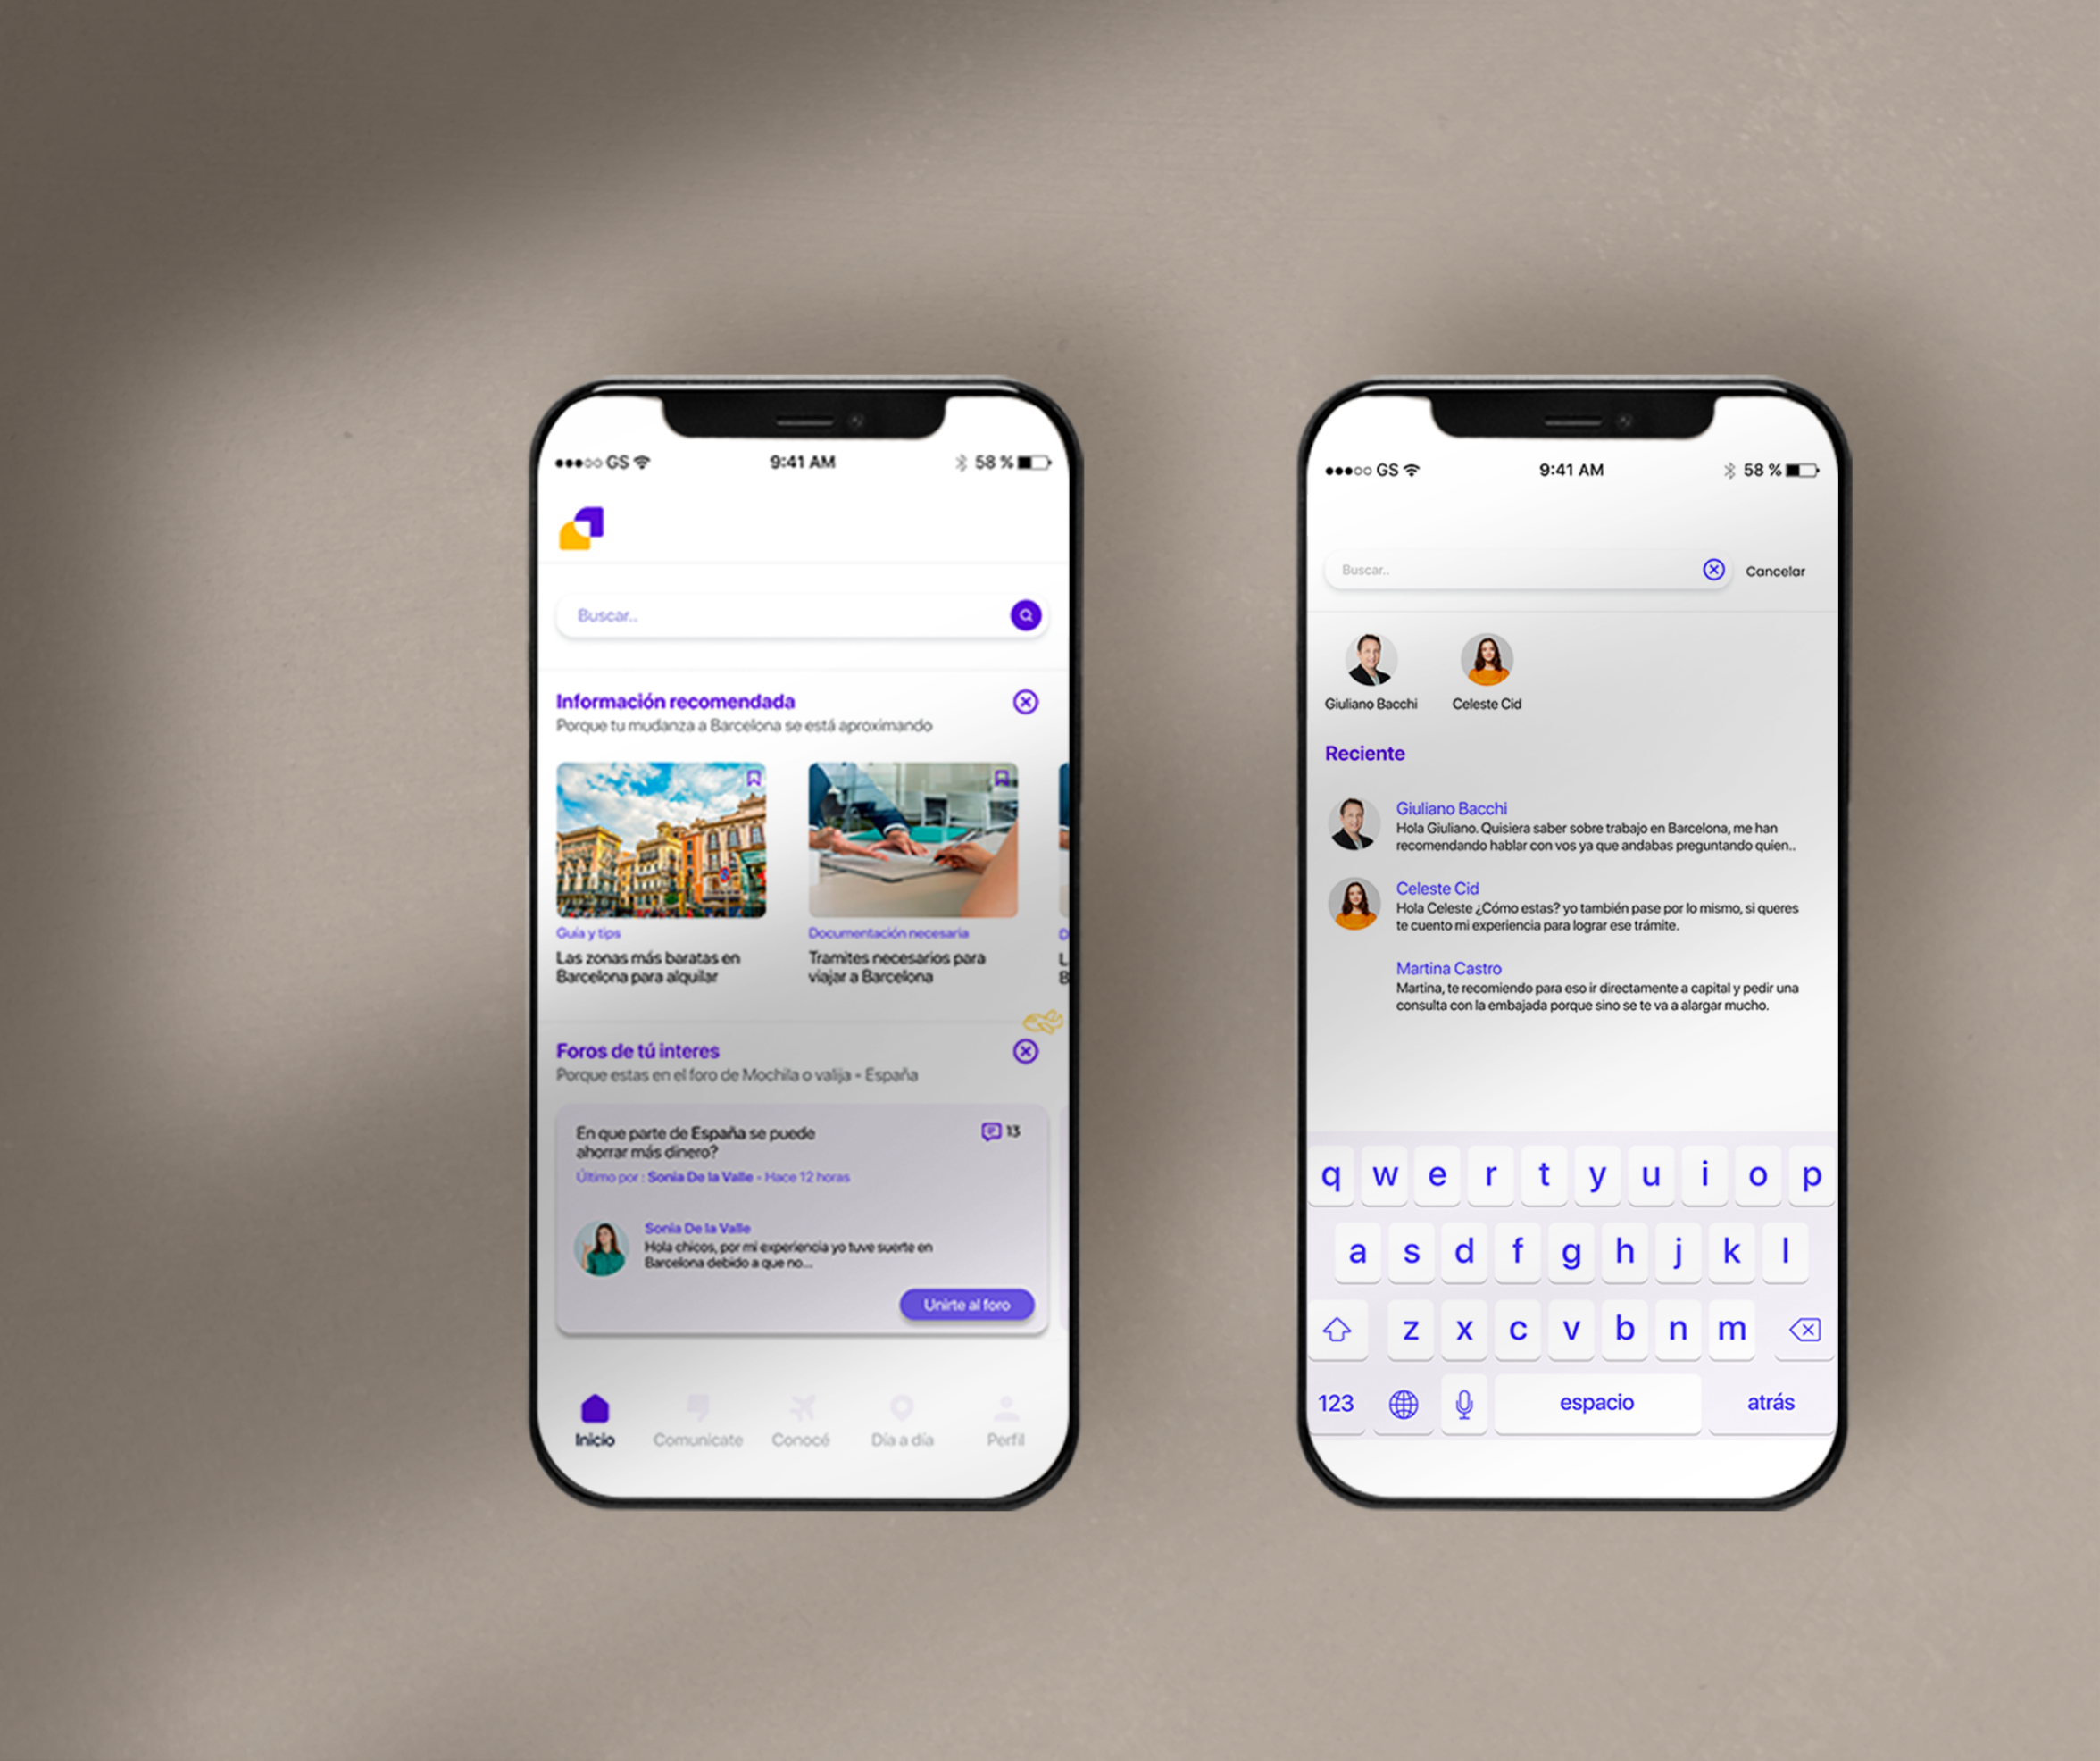 GS
9:41 AM
58 %
Buscar..
Información recomendada
Porque tu mudanza a Barcelona se está aproximando
Guía y tips
Las zonas más baratas en
Barcelona para alquilar
Documentación necesaria
Tramites necesarios para
viajar a Barcelona
D
L
B
Foros de tú interes
Porque estas en el foro de Mochila o valija - España
En que parte de España se puede
ahorrar más dinero?
13
Último por : Sonia De la Valle - Hace 12 horas
Sonia De la Valle
Hola chicos, por mi experiencia yo tuve suerte en
Barcelona debido a que no...
Unirte al foro
Inicio
Comunicate
Conocé
Día a día
Perfil
GS
9:41 AM
58 %
Buscar..
Cancelar
Giuliano Bacchi
Celeste Cid
Reciente
Giuliano Bacchi
Hola Giuliano. Quisiera saber sobre trabajo en Barcelona, me han
recomendando hablar con vos ya que andabas preguntando quien..
Celeste Cid
Hola Celeste ¿Cómo estas? yo también pase por lo mismo, si queres
te cuento mi experiencia para lograr ese trámite.
Martina Castro
Martina, te recomiendo para eso ir directamente a capital y pedir una
consulta con la embajada porque sino se te va a alargar mucho.
q w e r t y u i o p
a s d f g h j k l
z x c v b n m
123
espacio
atrás